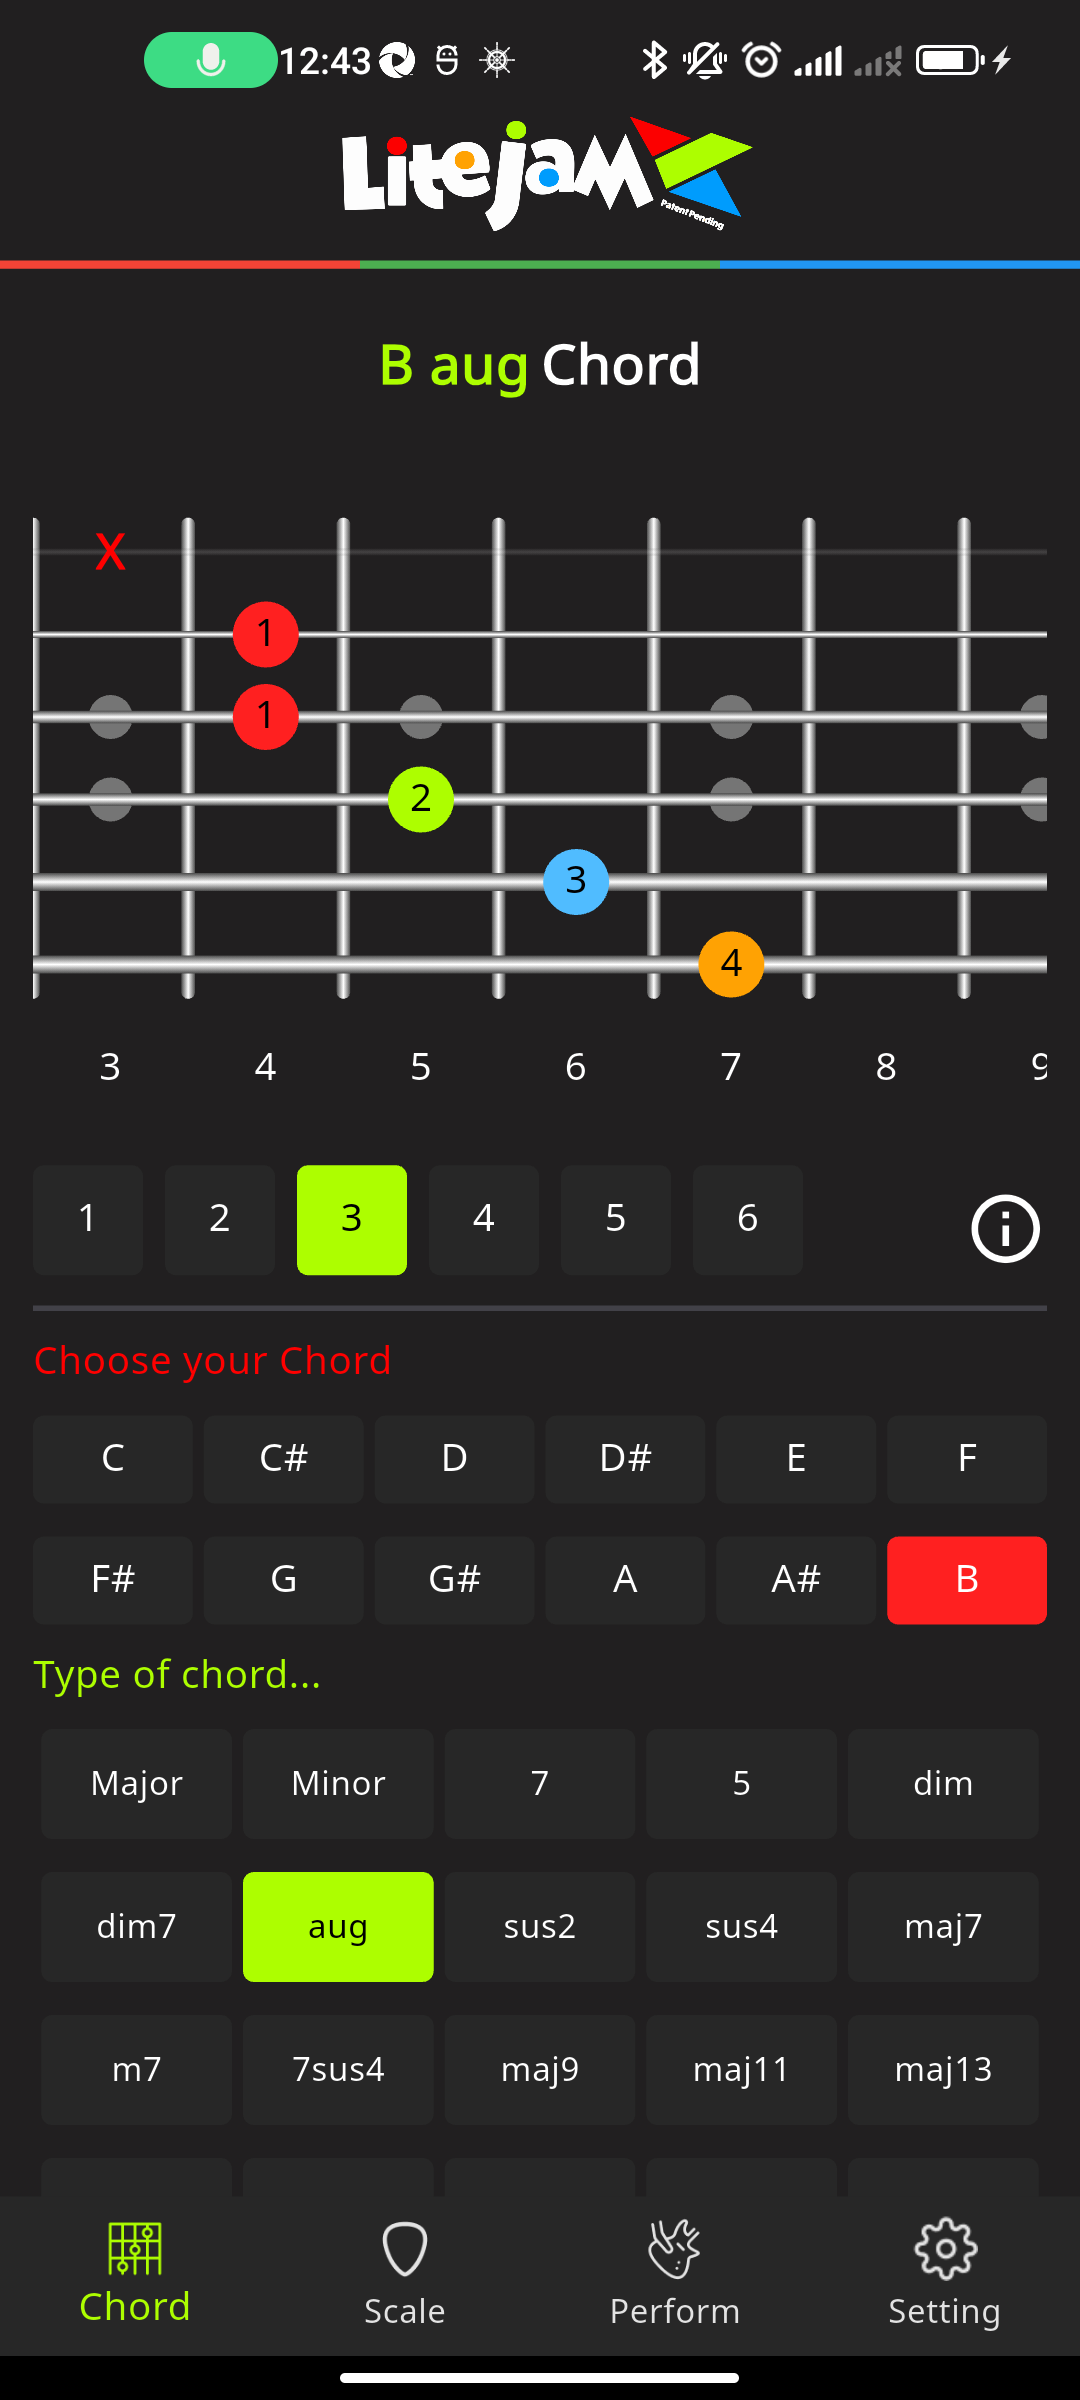 12:43
LiteJam
Patent Pending
B aug Chord
X
1
1
2
3
4
3 4 5 6 7 8 9
1 2 3 4 5 6
Choose your Chord
C C# D D# E F
F# G G# A A# B
Type of chord...
Major Minor 7 5 dim
dim7 aug sus2 sus4 maj7
m7 7sus4 maj9 maj11 maj13
Chord Scale Perform Setting